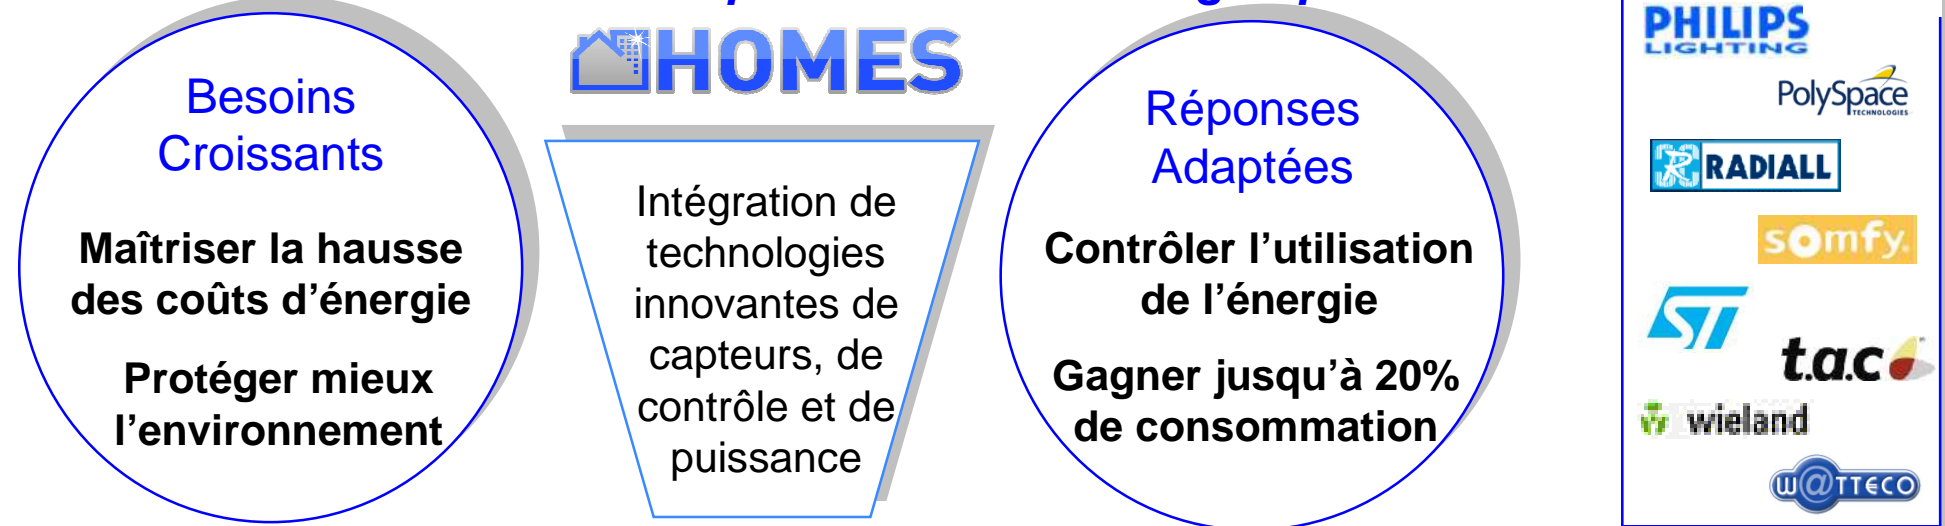 HOMES
Besoins
Croissants
Maîtriser la hausse
des coûts d’énergie
Protéger mieux
l’environnement
Intégration de
technologies
innovantes de
capteurs, de
contrôle et de
puissance
Réponses
Adaptées
Contrôler l’utilisation
de l’énergie
Gagner jusqu’à 20%
de consommation
PHILIPS
LIGHTING
PolySpace
TECHNOLOGIES
RADIALL
somfy.
ST
t.a.c
wieland
w@TTECO